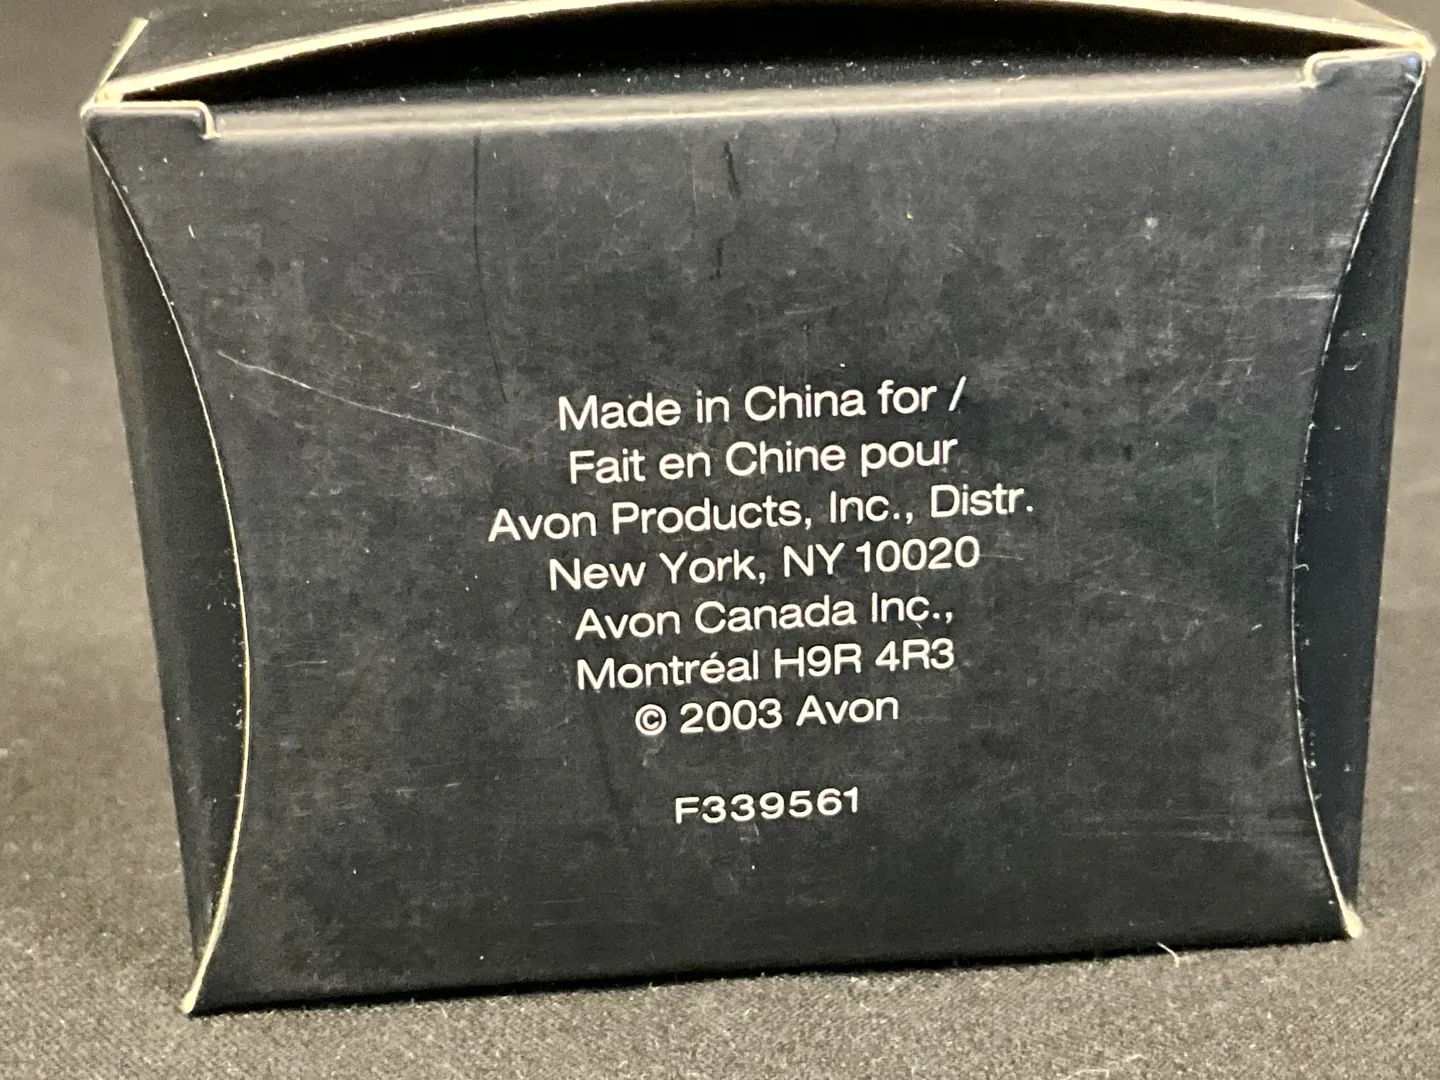 Made in China for /
Fait en Chine pour
Avon Products, Inc., Distr.
New York, NY 10020
Avon Canada Inc.,
Montréal H9R 4R3
© 2003 Avon
F339561